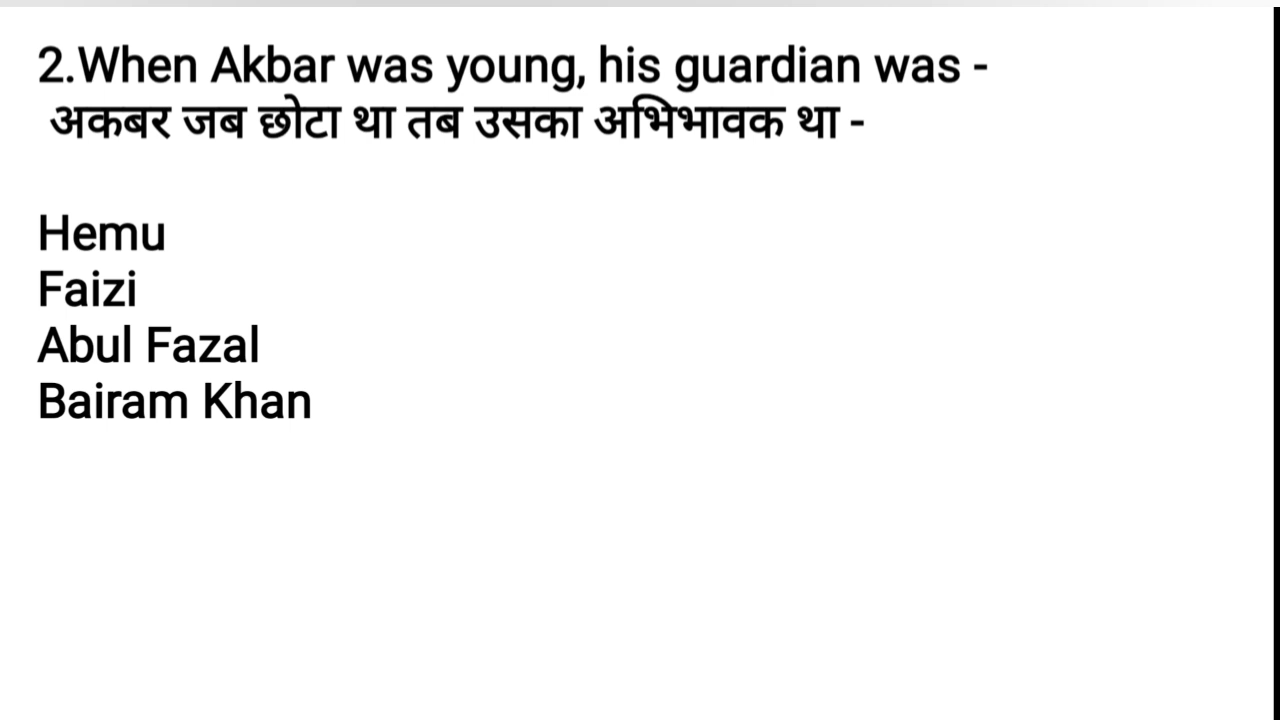 2.When Akbar was young, his guardian was -
अकबर जब छोटा था तब उसका अभिभावक था -
Hemu
Faizi
Abul Fazal
Bairam Khan